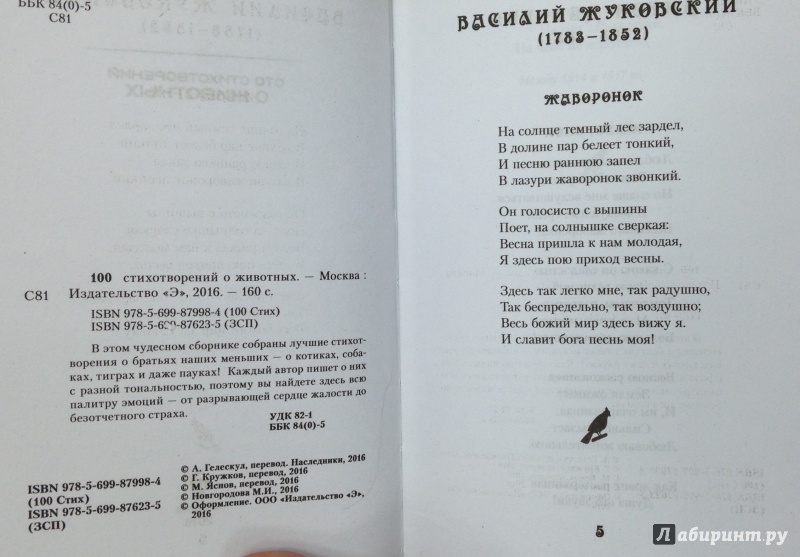 ББК 84(0)-5
С81
100 стихотворений о животных. — Москва :
С81 Издательство «Э», 2016. — 160 с.
ISBN 978-5-699-87998-4 (100 Стих)
ISBN 978-5-699-87623-5 (ЗСП)
В этом чудесном сборнике собраны лучшие стихот-
ворения о братьях наших меньших — о котиках, соба-
ках, тиграх и даже пауках! Каждый автор пишет о них
с разной тональностью, поэтому вы найдете здесь всю
палитру эмоций — от разрывающей сердце жалости до
безотчетного страха.
УДК 82-1
ББК 84(0)-5
© А. Гелескул, перевод. Наследники, 2016
© Г. Кружков, перевод, 2016
© М. Яснов, перевод, 2016
© Новгородова М.И., 2016
© Оформление. ООО «Издательство «Э»,
2016
ISBN 978-5-699-87998-4
(100 Стих)
ISBN 978-5-699-87623-5
(ЗСП)
ВАСИЛИЙ ЖУКОВСКИЙ
(1783–1852)
ЖАВОРОНОК
На солнце темный лес зардел,
В долине пар белеет тонкий,
И песню раннюю запел
В лазури жаворонок звонкий.
Он голосисто с вышины
Поет, на солнышке сверкая:
Весна пришла к нам молодая,
Я здесь пою приход весны.
Здесь так легко мне, так радушно,
Так беспредельно, так воздушно;
Весь божий мир здесь вижу я.
И славит бога песнь моя!
5
Лабиринт.ру